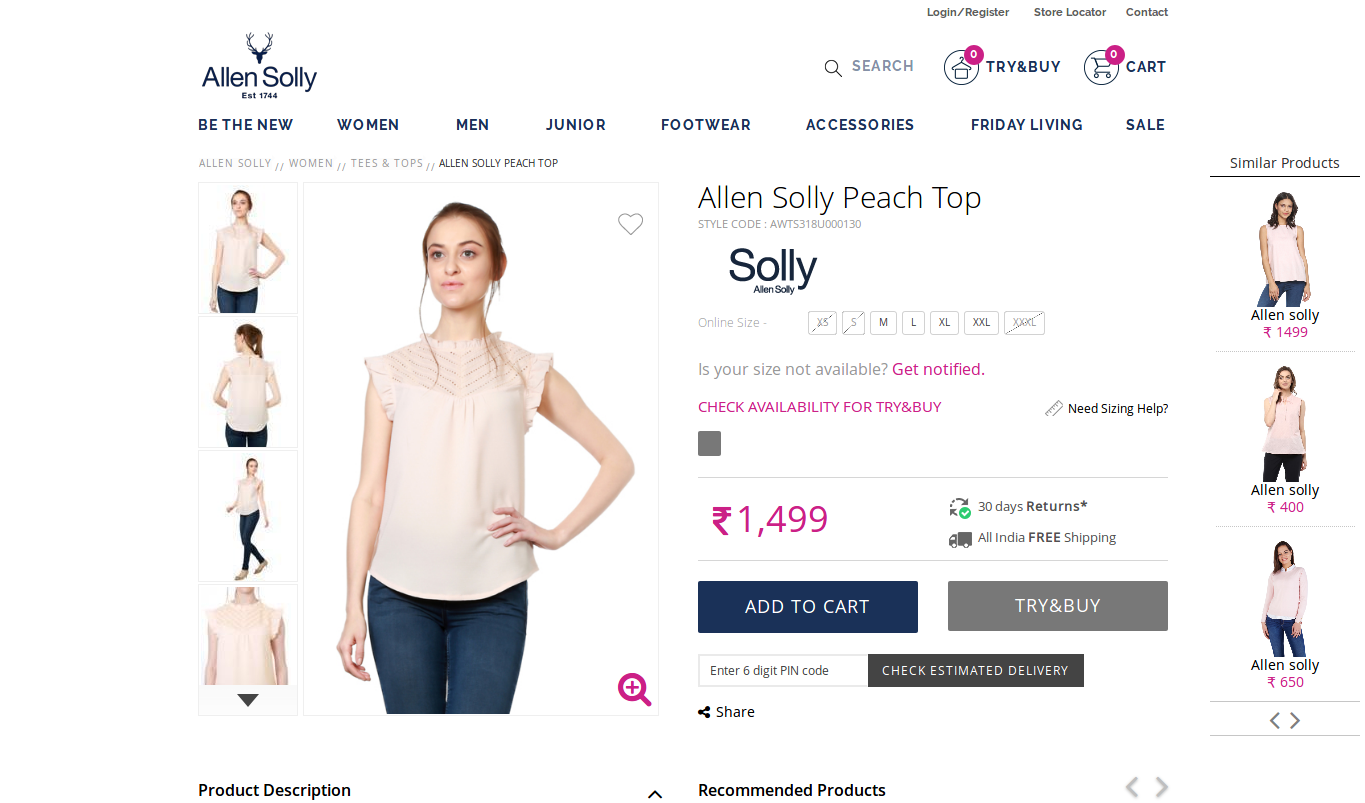 Login/Register Store Locator Contact
Allen Solly
Est 1744
SEARCH 0 TRY&BUY 0 CART
BE THE NEW WOMEN MEN JUNIOR FOOTWEAR ACCESSORIES FRIDAY LIVING SALE
ALLEN SOLLY // WOMEN // TEES & TOPS // ALLEN SOLLY PEACH TOP
Allen Solly Peach Top
STYLE CODE : AWTS318U000130
Solly
Allen Solly
Online Size - XS S M L XL XXL XXXL
Is your size not available? Get notified.
CHECK AVAILABILITY FOR TRY&BUY Need Sizing Help?
₹1,499
30 days Returns*
All India FREE Shipping
ADD TO CART TRY&BUY
Enter 6 digit PIN code CHECK ESTIMATED DELIVERY
Share
Similar Products
Allen solly
₹ 1499
Allen solly
₹ 400
Allen solly
₹ 650
Product Description
Recommended Products